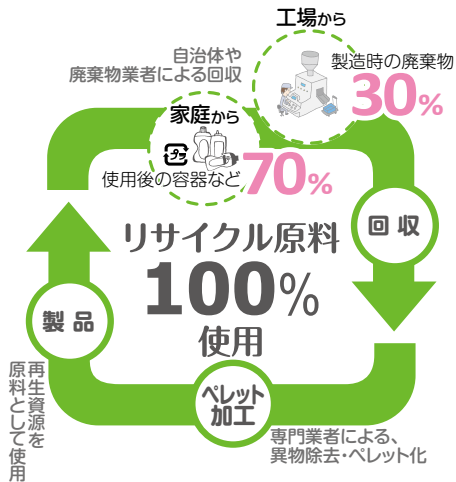 工場から
製造時の廃棄物
30%
自治体や
廃棄物業者による回収
家庭から
プラ
使用後の容器など
70%
回収
リサイクル原料
100%
使用
製品
再生資源を
原料として使用
ペレット
加工
専門業者による、
異物除去・ペレット化